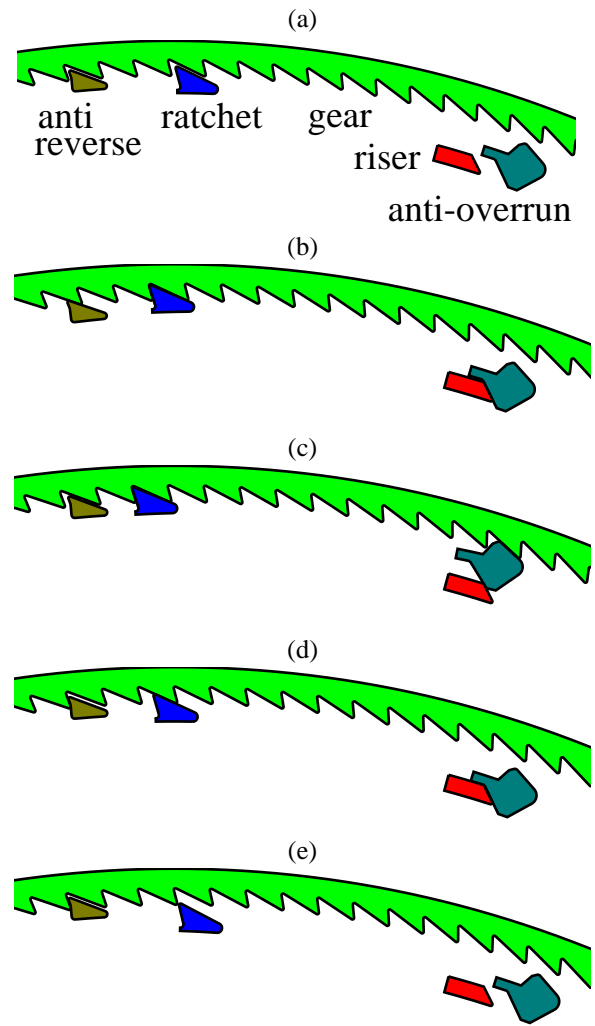 (a)
anti ratchet gear
reverse
riser
anti-overrun
(b)
(c)
(d)
(e)